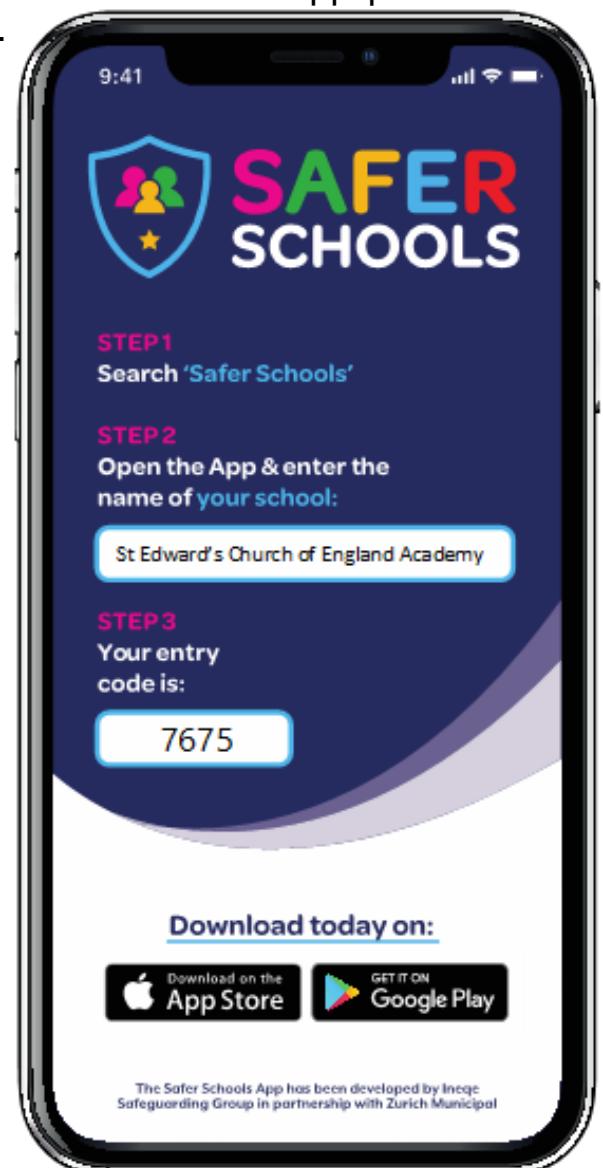 9:41
SAFER
SCHOOLS
STEP 1
Search ‘Safer Schools’
STEP 2
Open the App & enter the
name of your school:
St Edward's Church of England Academy
STEP 3
Your entry
code is:
7675
Download today on:
Download on the
App Store
GET IT ON
Google Play
The Safer Schools App has been developed by Ineqe
Safeguarding Group in partnership with Zurich Municipal